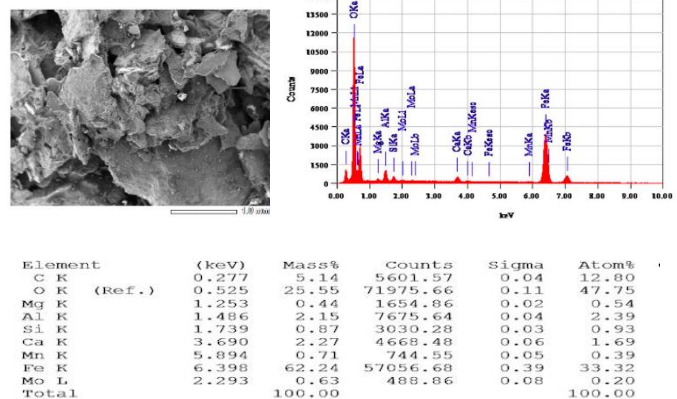 1.0 mm
13500
12000
10500
9000
7500
6000
4500
3000
1500
0
Counts
OKa
FeLa
CKa
MgKa
AlKa
SiKa
MoLl
MoLb
MoLa
CaKa
CaKb
MnKesc
FeKesc
MnKa
FeKa
MnKb
FeKb
0.00 1.00 2.00 3.00 4.00 5.00 6.00 7.00 8.00 9.00 10.00
keV
Element (keV) Mass% Counts Sigma Atom%
C K 0.277 5.14 5601.57 0.04 12.80
O K (Ref.) 0.525 25.55 71975.66 0.11 47.75
Mg K 1.253 0.44 1654.86 0.02 0.54
Al K 1.486 2.15 7675.64 0.04 2.39
Si K 1.739 0.87 3030.28 0.03 0.93
Ca K 3.690 2.27 4668.48 0.06 1.69
Mn K 5.894 0.71 744.55 0.05 0.39
Fe K 6.398 62.24 57056.68 0.39 33.32
Mo L 2.293 0.63 488.86 0.08 0.20
Total 100.00 100.00